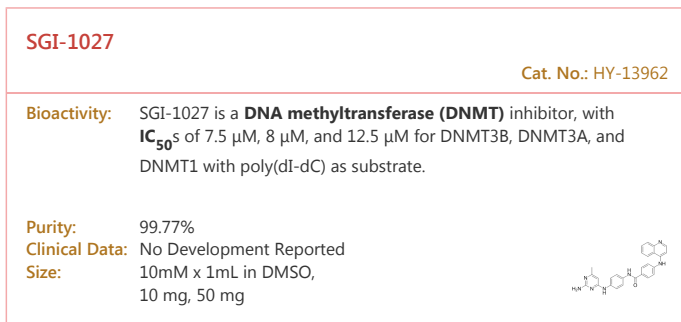 SGI-1027
Cat. No.: HY-13962
Bioactivity: SGI-1027 is a DNA methyltransferase (DNMT) inhibitor, with
IC50s of 7.5 μM, 8 μM, and 12.5 μM for DNMT3B, DNMT3A, and
DNMT1 with poly(dI-dC) as substrate.
Purity: 99.77%
Clinical Data: No Development Reported
Size: 10mM x 1mL in DMSO,
10 mg, 50 mg